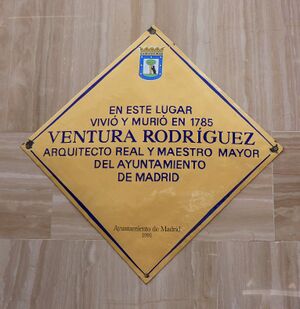 EN ESTE LUGAR
VIVIÓ Y MURIÓ EN 1785
VENTURA RODRÍGUEZ
ARQUITECTO REAL Y MAESTRO MAYOR
DEL AYUNTAMIENTO
DE MADRID
Ayuntamiento de Madrid
1991